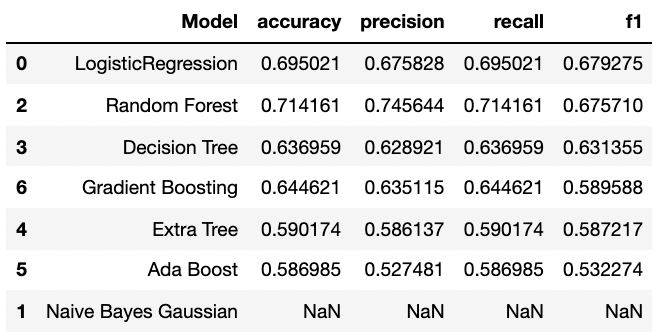 Model accuracy precision recall f1
0 LogisticRegression 0.695021 0.675828 0.695021 0.679275
2 Random Forest 0.714161 0.745644 0.714161 0.675710
3 Decision Tree 0.636959 0.628921 0.636959 0.631355
6 Gradient Boosting 0.644621 0.635115 0.644621 0.589588
4 Extra Tree 0.590174 0.586137 0.590174 0.587217
5 Ada Boost 0.586985 0.527481 0.586985 0.532274
1 Naive Bayes Gaussian NaN NaN NaN NaN